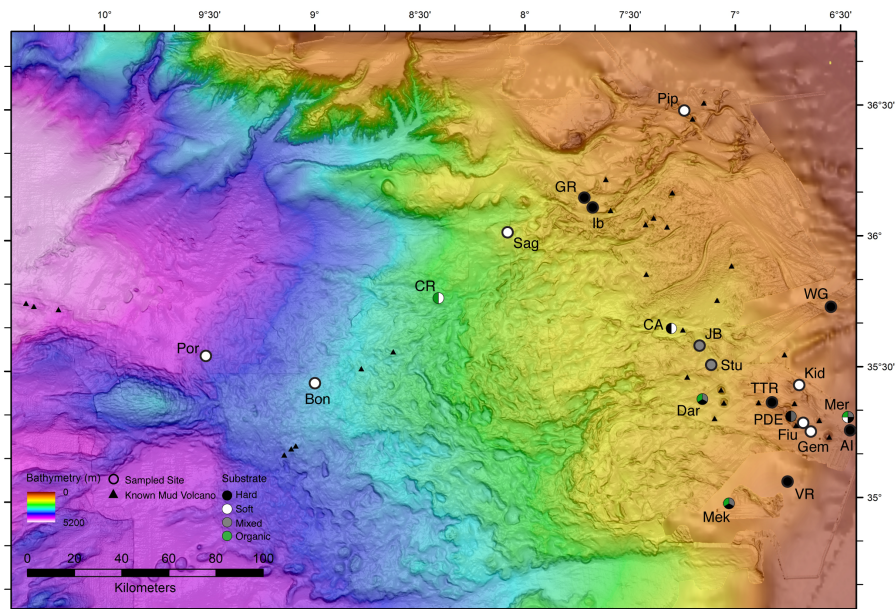 10° 9°30' 9° 8°30' 8° 7°30' 7° 6°30'
Pip
36°30'
GR
Ib
Sag
36°
CR
WG
CA
JB
Por
Stu
35°30'
Kid
Bon
TTR
Mer
Dar
PDE
Fiu
Gem
AI
Bathymetry (m)
0
5200
Sampled Site
Known Mud Volcano
Substrate
Hard
Soft
Mixed
Organic
VR
35°
Mek
0 20 40 60 80 100
Kilometers